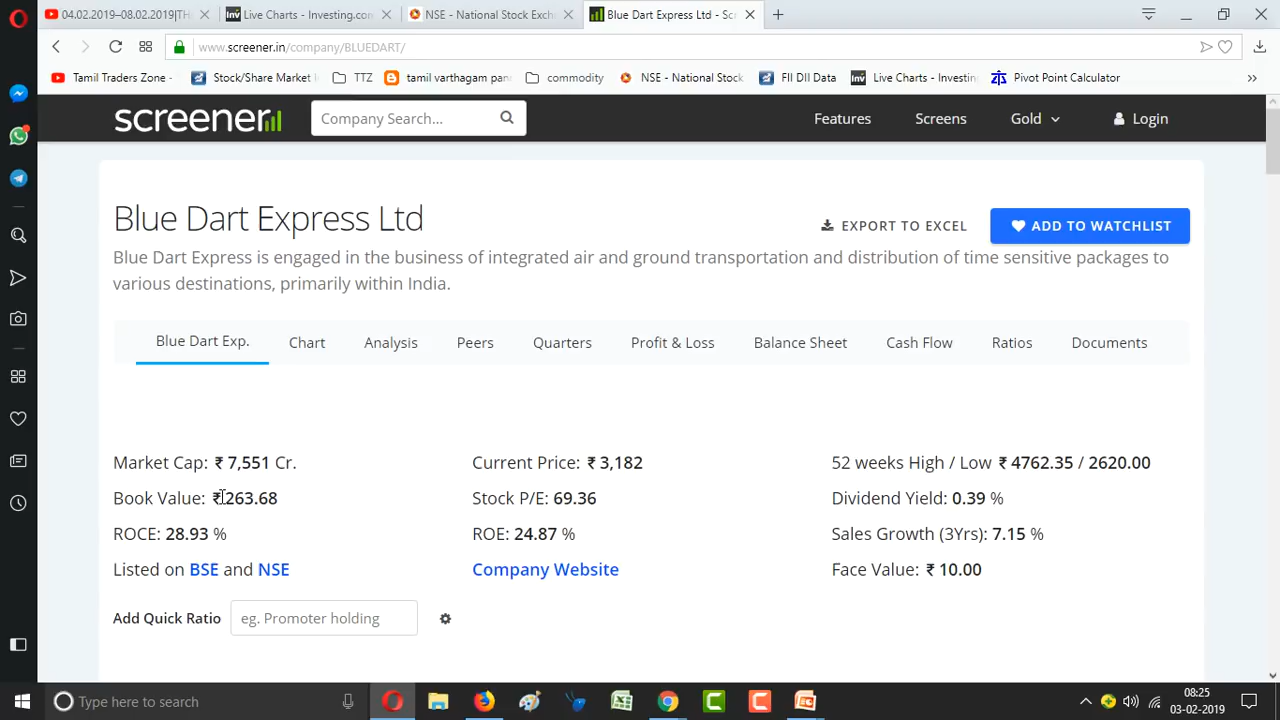 04.02.2019–08.02.2019|TH
Live Charts - Investing.com
NSE - National Stock Exch
Blue Dart Express Ltd - Scr
www.screener.in/company/BLUEDART/
Tamil Traders Zone -
Stock/Share Market
TTZ
tamil varthagam pan
commodity
NSE - National Stock
FII DII Data
Live Charts - Investin
Pivot Point Calculator
screener
Company Search...
Features
Screens
Gold
Login
Blue Dart Express Ltd
EXPORT TO EXCEL
ADD TO WATCHLIST
Blue Dart Express is engaged in the business of integrated air and ground transportation and distribution of time sensitive packages to
various destinations, primarily within India.
Blue Dart Exp.
Chart
Analysis
Peers
Quarters
Profit & Loss
Balance Sheet
Cash Flow
Ratios
Documents
Market Cap: ₹ 7,551 Cr.
Current Price: ₹ 3,182
52 weeks High / Low ₹ 4762.35 / 2620.00
Book Value: ₹ 263.68
Stock P/E: 69.36
Dividend Yield: 0.39 %
ROCE: 28.93 %
ROE: 24.87 %
Sales Growth (3Yrs): 7.15 %
Listed on BSE and NSE
Company Website
Face Value: ₹ 10.00
Add Quick Ratio
eg. Promoter holding
Type here to search
08:25
03-02-2019